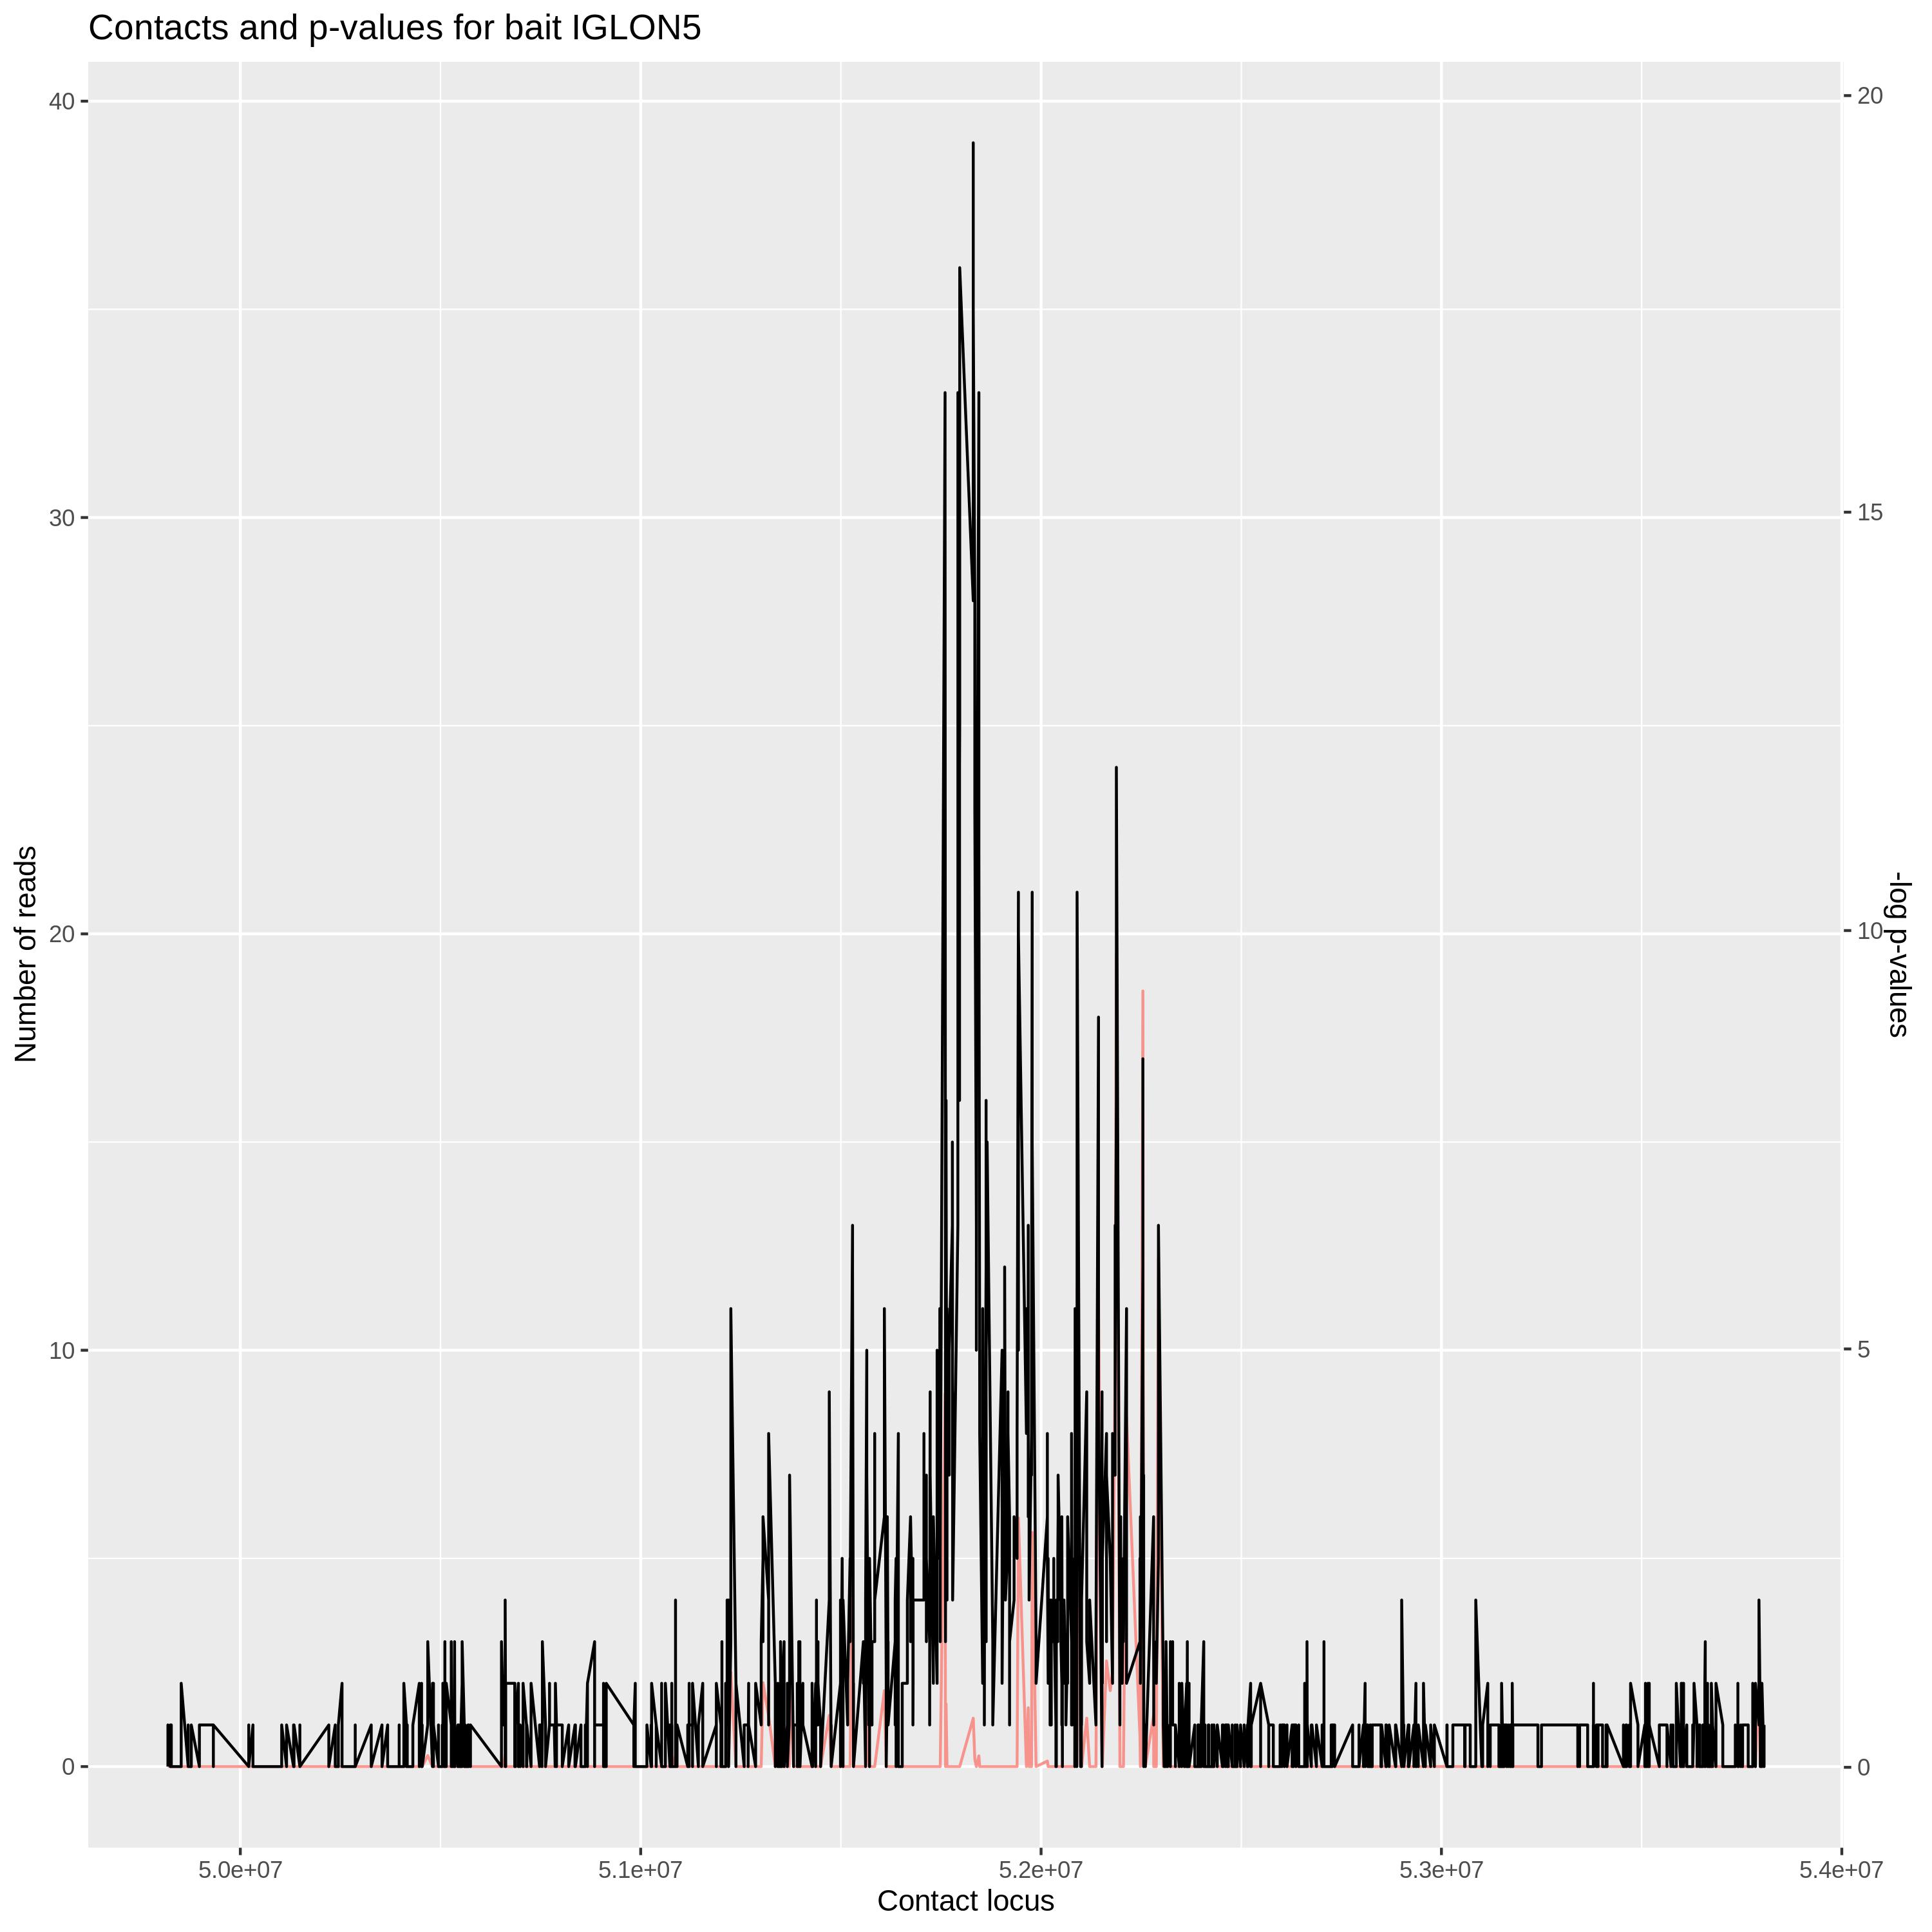 Contacts and p-values for bait IGLON5
40
30
20
10
0
Number of reads
20
15
10
5
0
-log p-values
5.0e+07
5.1e+07
5.2e+07
5.3e+07
5.4e+07
Contact locus